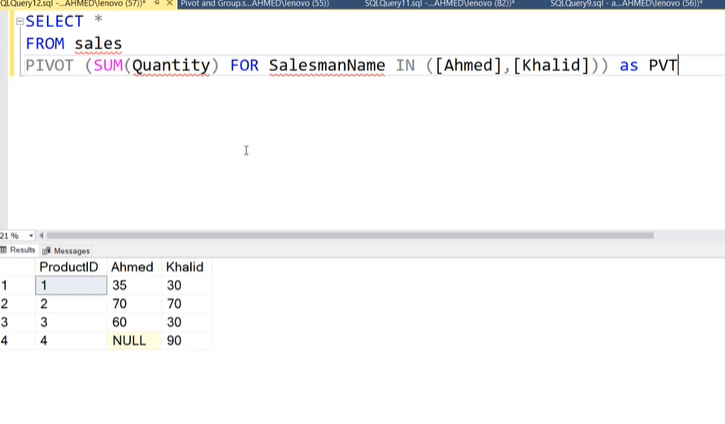 QLQuery12.sql -...AHMED\lenovo (57))* Pivot and Group.s...AHMED\lenovo (55)) SQLQuery11.sql -...AHMED\lenovo (82))* SQLQuery9.sql - a...AHMED\lenovo (56))*
SELECT *
FROM sales
PIVOT (SUM(Quantity) FOR SalesmanName IN ([Ahmed],[Khalid])) as PVT
21 %
Results Messages
ProductID Ahmed Khalid
1 1 35 30
2 2 70 70
3 3 60 30
4 4 NULL 90